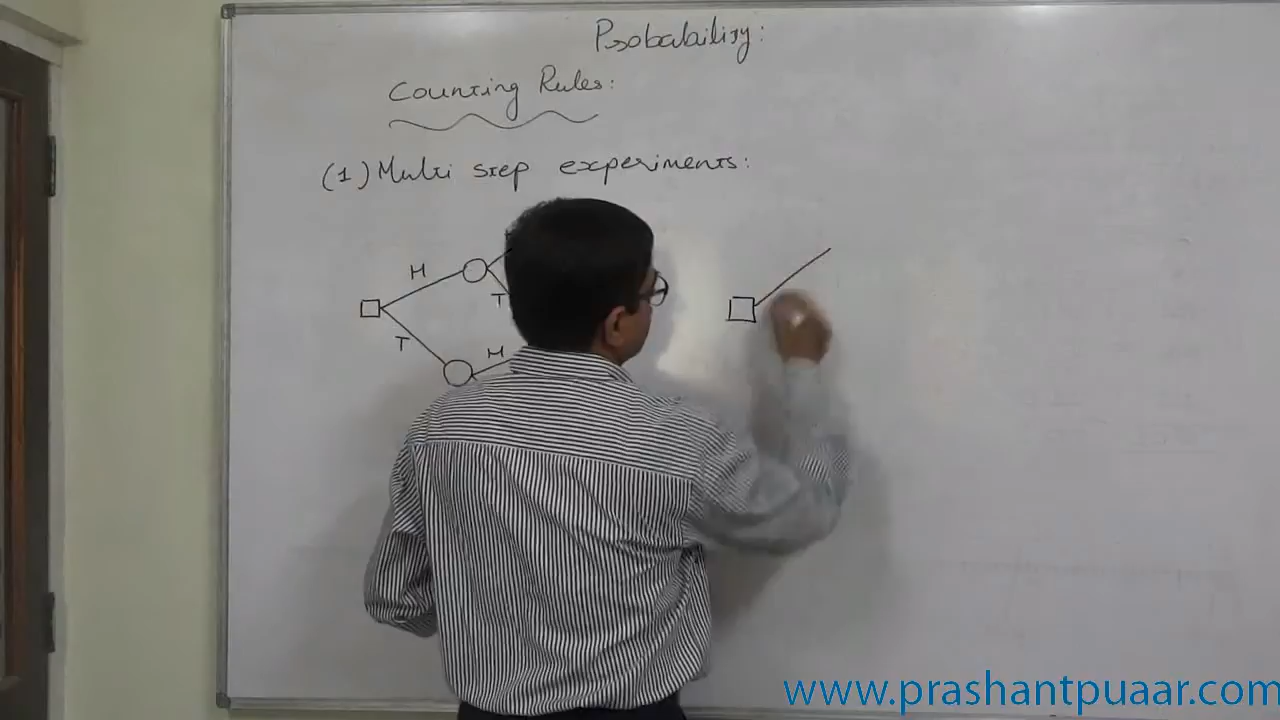 Probability:
Counting Rules:
(1) Multi step experiments:
H
T
T
H
www.prashantpuaar.com